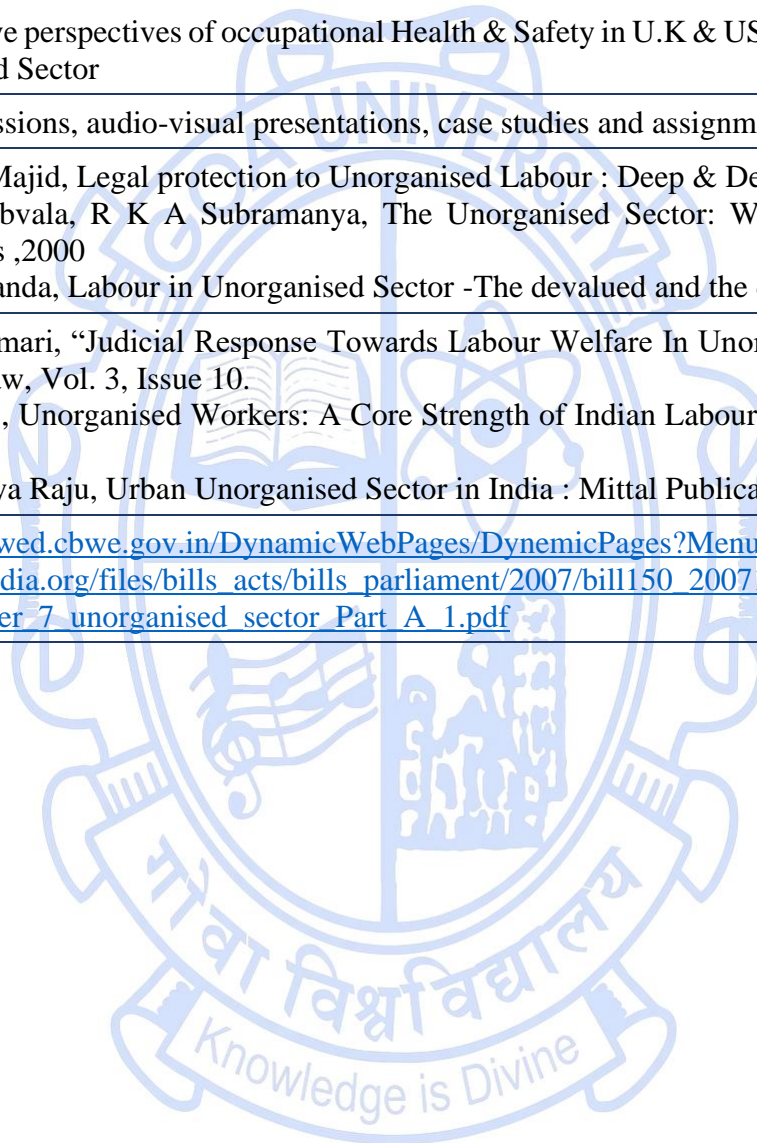 ve perspectives of occupational Health & Safety in U.K & US
d Sector
ssions, audio-visual presentations, case studies and assignm
Majid, Legal protection to Unorganised Labour : Deep & De
bvala, R K A Subramanya, The Unorganised Sector: W
s ,2000
anda, Labour in Unorganised Sector -The devalued and the
mari, “Judicial Response Towards Labour Welfare In Unor
w, Vol. 3, Issue 10.
, Unorganised Workers: A Core Strength of Indian Labour
ya Raju, Urban Unorganised Sector in India : Mittal Publica
wed.cbwe.gov.in/DynamicWebPages/DynemicPages?Menu
dia.org/files/bills_acts/bills_parliament/2007/bill150_2007
er_7_unorganised_sector_Part_A_1.pdf
GOA UNIVERSITY
गोंवा विश्वविद्यालय
Knowledge is Divine